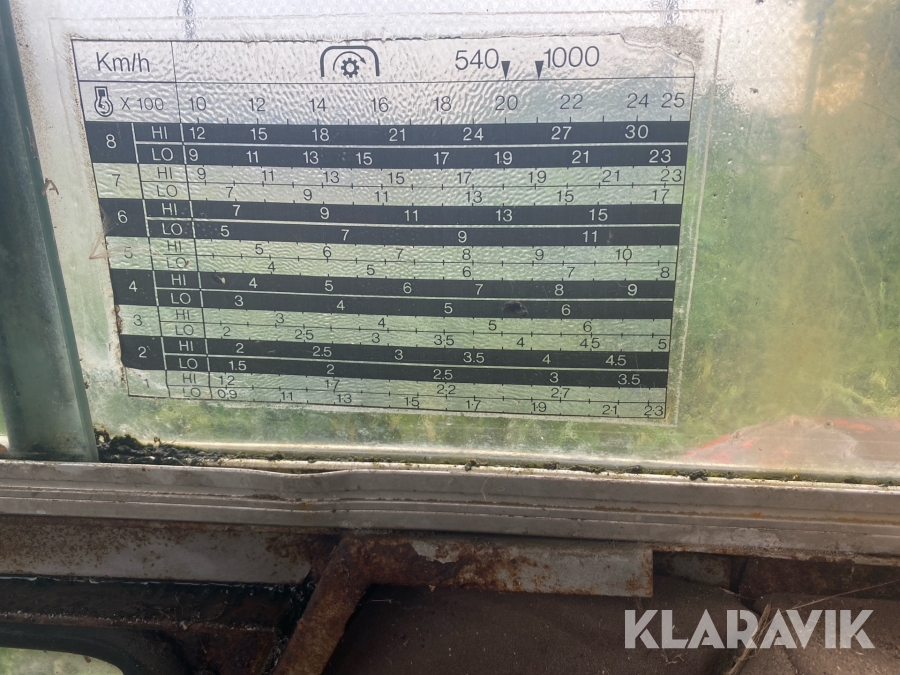 Km/h 540 1000
X 100 10 12 14 16 18 20 22 24 25
8 HI 12 15 18 21 24 27 30
LO 9 11 13 15 17 19 21 23
7 HI 9 11 13 15 17 19 21 23
LO 7 9 11 13 15 17
6 HI 7 9 11 13 15
LO 5 7 9 11
5 HI 5 6 7 8 9 10
LO 4 5 6 7 8
4 HI 4 5 6 7 8 9
LO 3 4 5 6
3 HI 3 4 5 6
LO 2 2.5 3 3.5 4 4.5 5
2 HI 2 2.5 3 3.5 4 4.5
LO 1.5 2 2.5 3 3.5
1 HI 1.2 1.7 2.2 2.7
LO 0.9 1.1 1.3 1.5 1.7 1.9 2.1 2.3
KLARAVIK